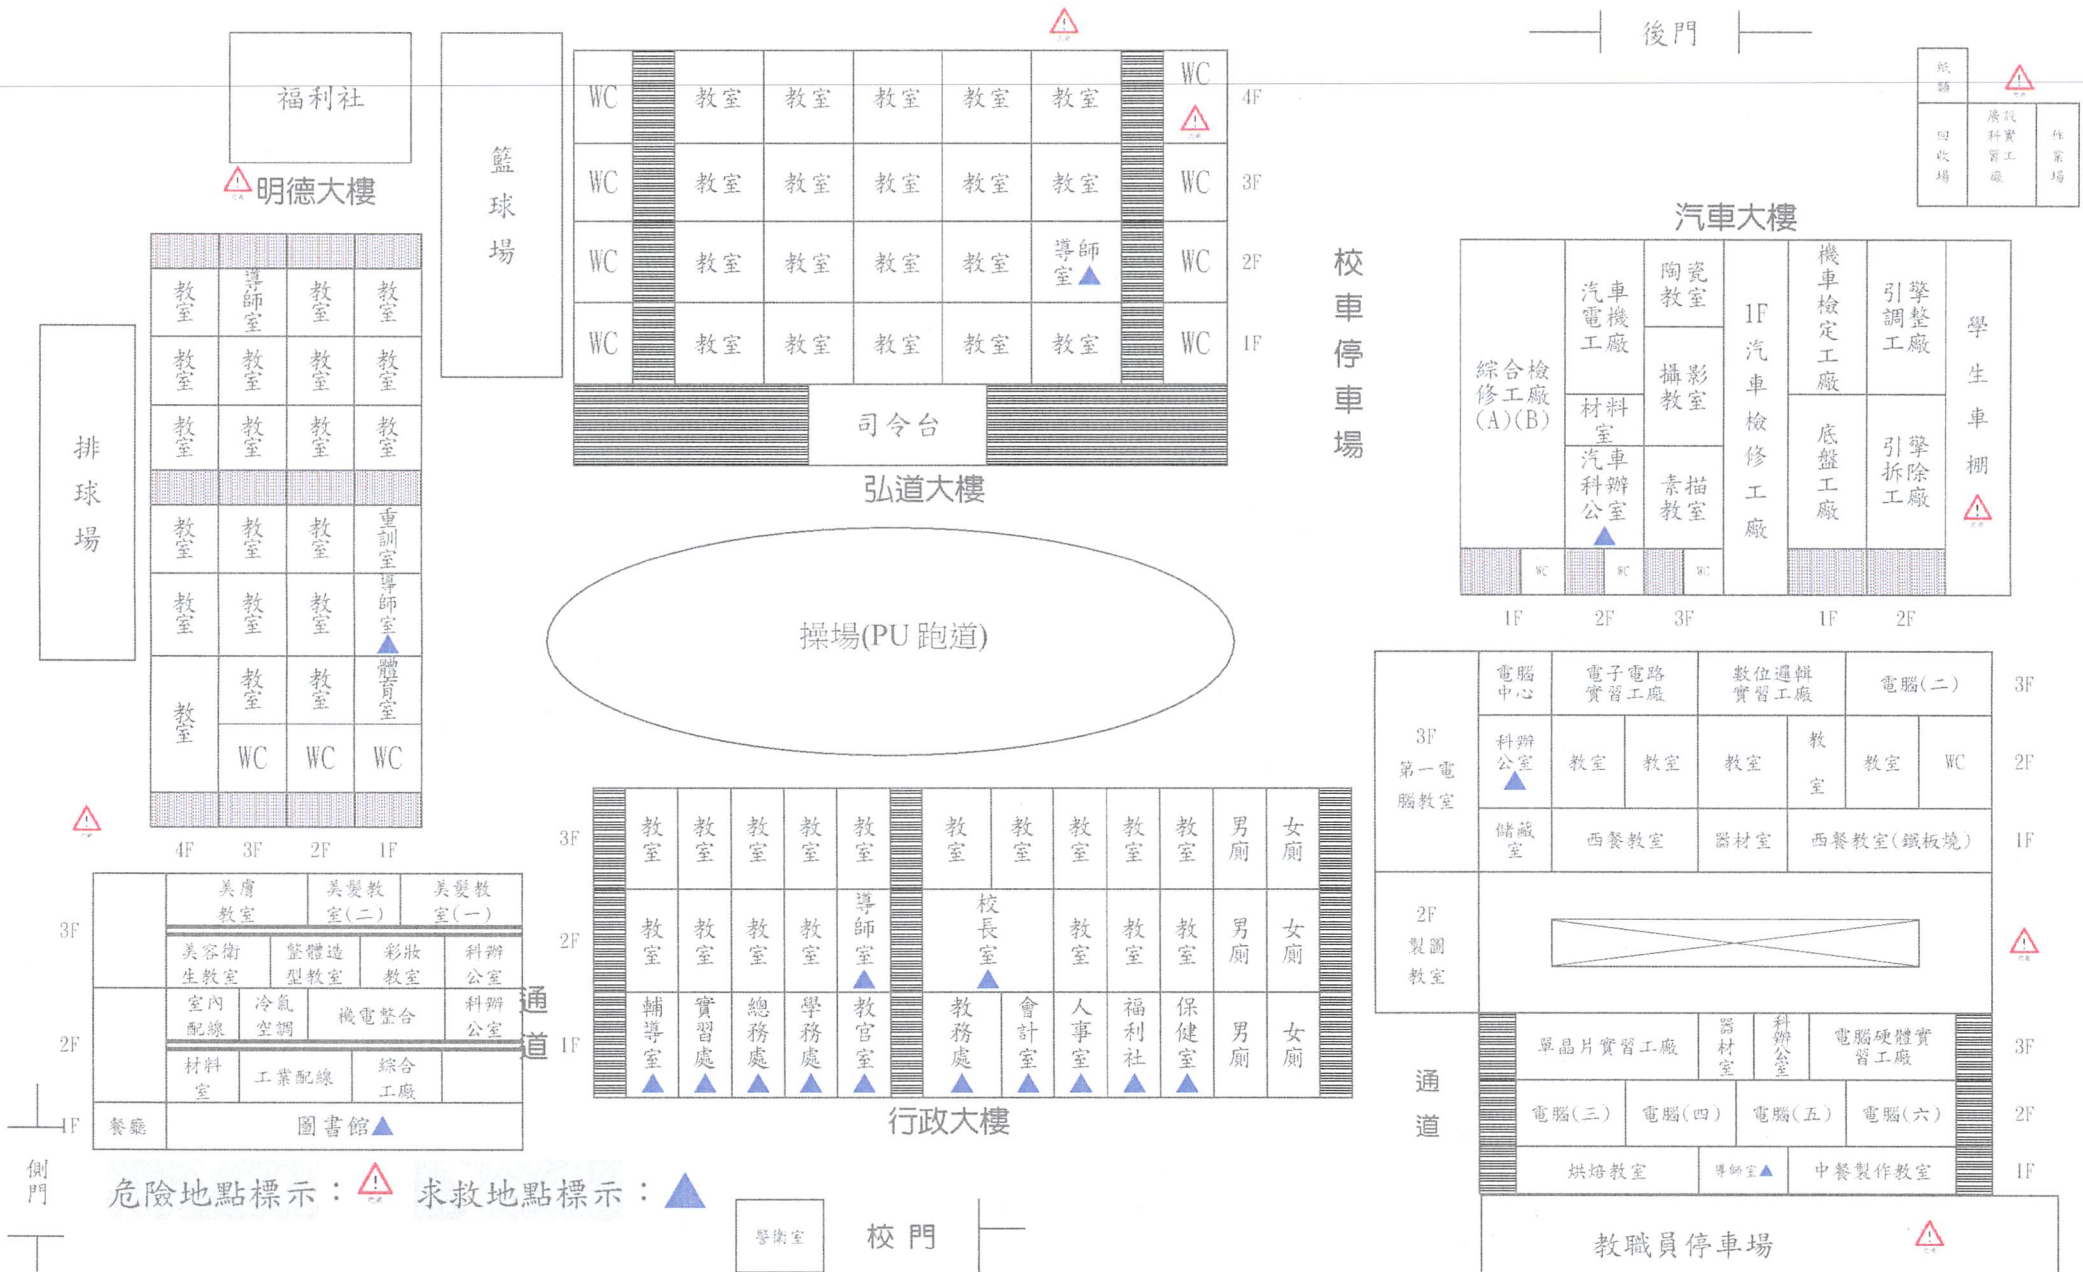 後門
福利社
籃球場
WC 教室 教室 教室 教室 教室 WC 4F
WC 教室 教室 教室 教室 教室 WC 3F
WC 教室 教室 教室 教室 導師室 WC 2F
WC 教室 教室 教室 教室 教室 WC 1F
司令台
弘道大樓
校車停車場
紙類
回收場
廣設科實習工廠
作業場
明德大樓
排球場
教室 導師室 教室 教室
教室 教室 教室 教室
教室 教室 教室 教室
教室 教室 教室 重訓室
教室 教室 教室 導師室
教室 教室 教室 體育室
WC WC WC
4F 3F 2F 1F
汽車大樓
綜合檢修工廠(A)(B)
汽車電機工廠
材料室
汽車科辦公室
陶瓷教室
攝影教室
素描教室
1F汽車檢修工廠
機車檢定工廠
底盤工廠
引擎調整工廠
引擎拆除工廠
學生車棚
WC WC WC
1F 2F 3F 1F 2F
操場(PU跑道)
3F第一電腦教室
電腦中心 電子電路實習工廠 數位邏輯實習工廠 電腦(二) 3F
科辦公室 教室 教室 教室 教室 教室 WC 2F
儲藏室 西餐教室 器材室 西餐教室(鐵板燒) 1F
2F製圖教室
3F 教室 教室 教室 教室 教室 教室 教室 教室 教室 男廁 女廁
2F 教室 教室 教室 教室 導師室 校長室 教室 教室 教室 男廁 女廁
1F 輔導室 實習處 總務處 學務處 教官室 教務處 會計室 人事室 福利社 保健室 男廁 女廁
行政大樓
3F 美膚教室 美髮教室(二) 美髮教室(一)
美容衛生教室 整體造型教室 彩妝教室 科辦公室
2F 室內配線 冷氣空調 機電整合 科辦公室
材料室 工業配線 綜合工廠
1F 餐廳 圖書館
通道
通道
單晶片實習工廠 器材室 科辦公室 電腦硬體實習工廠 3F
電腦(三) 電腦(四) 電腦(五) 電腦(六) 2F
烘焙教室 導師室 中餐製作教室 1F
側門
危險地點標示： 求救地點標示：
警衛室
校門
教職員停車場